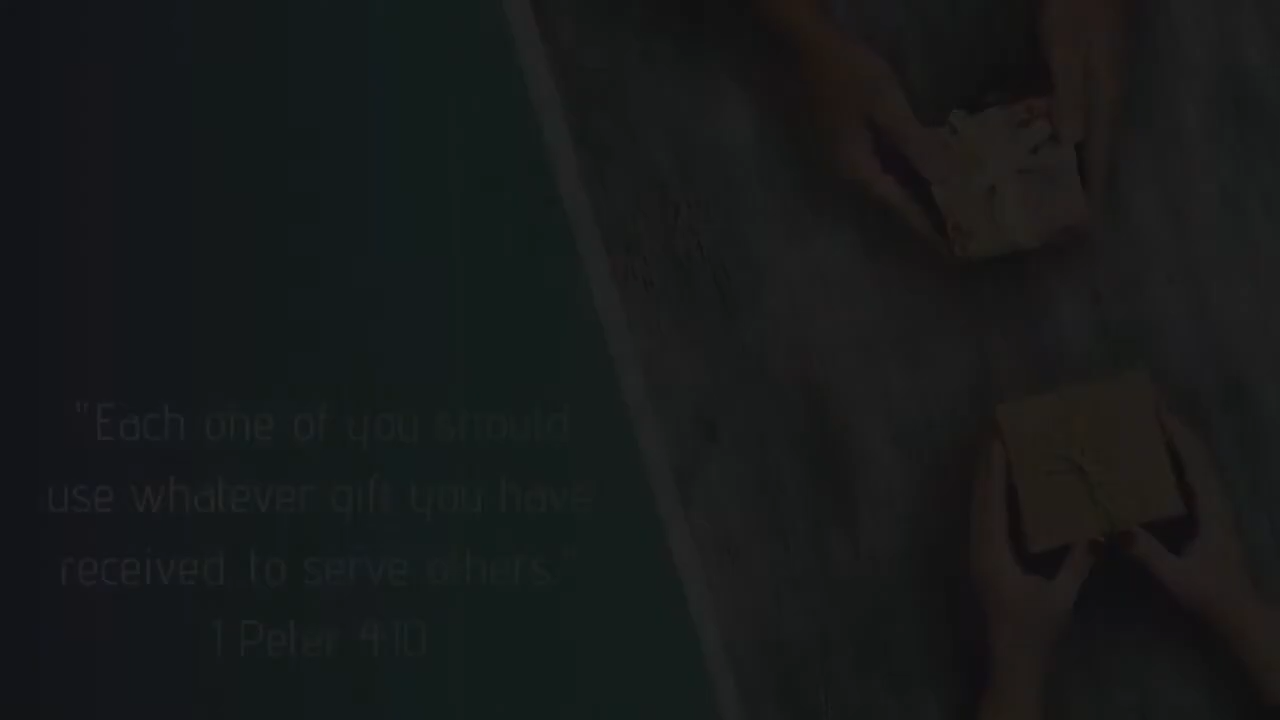 "Each one of you should
use whatever gift you have
received to serve others."
1 Peter 4:10